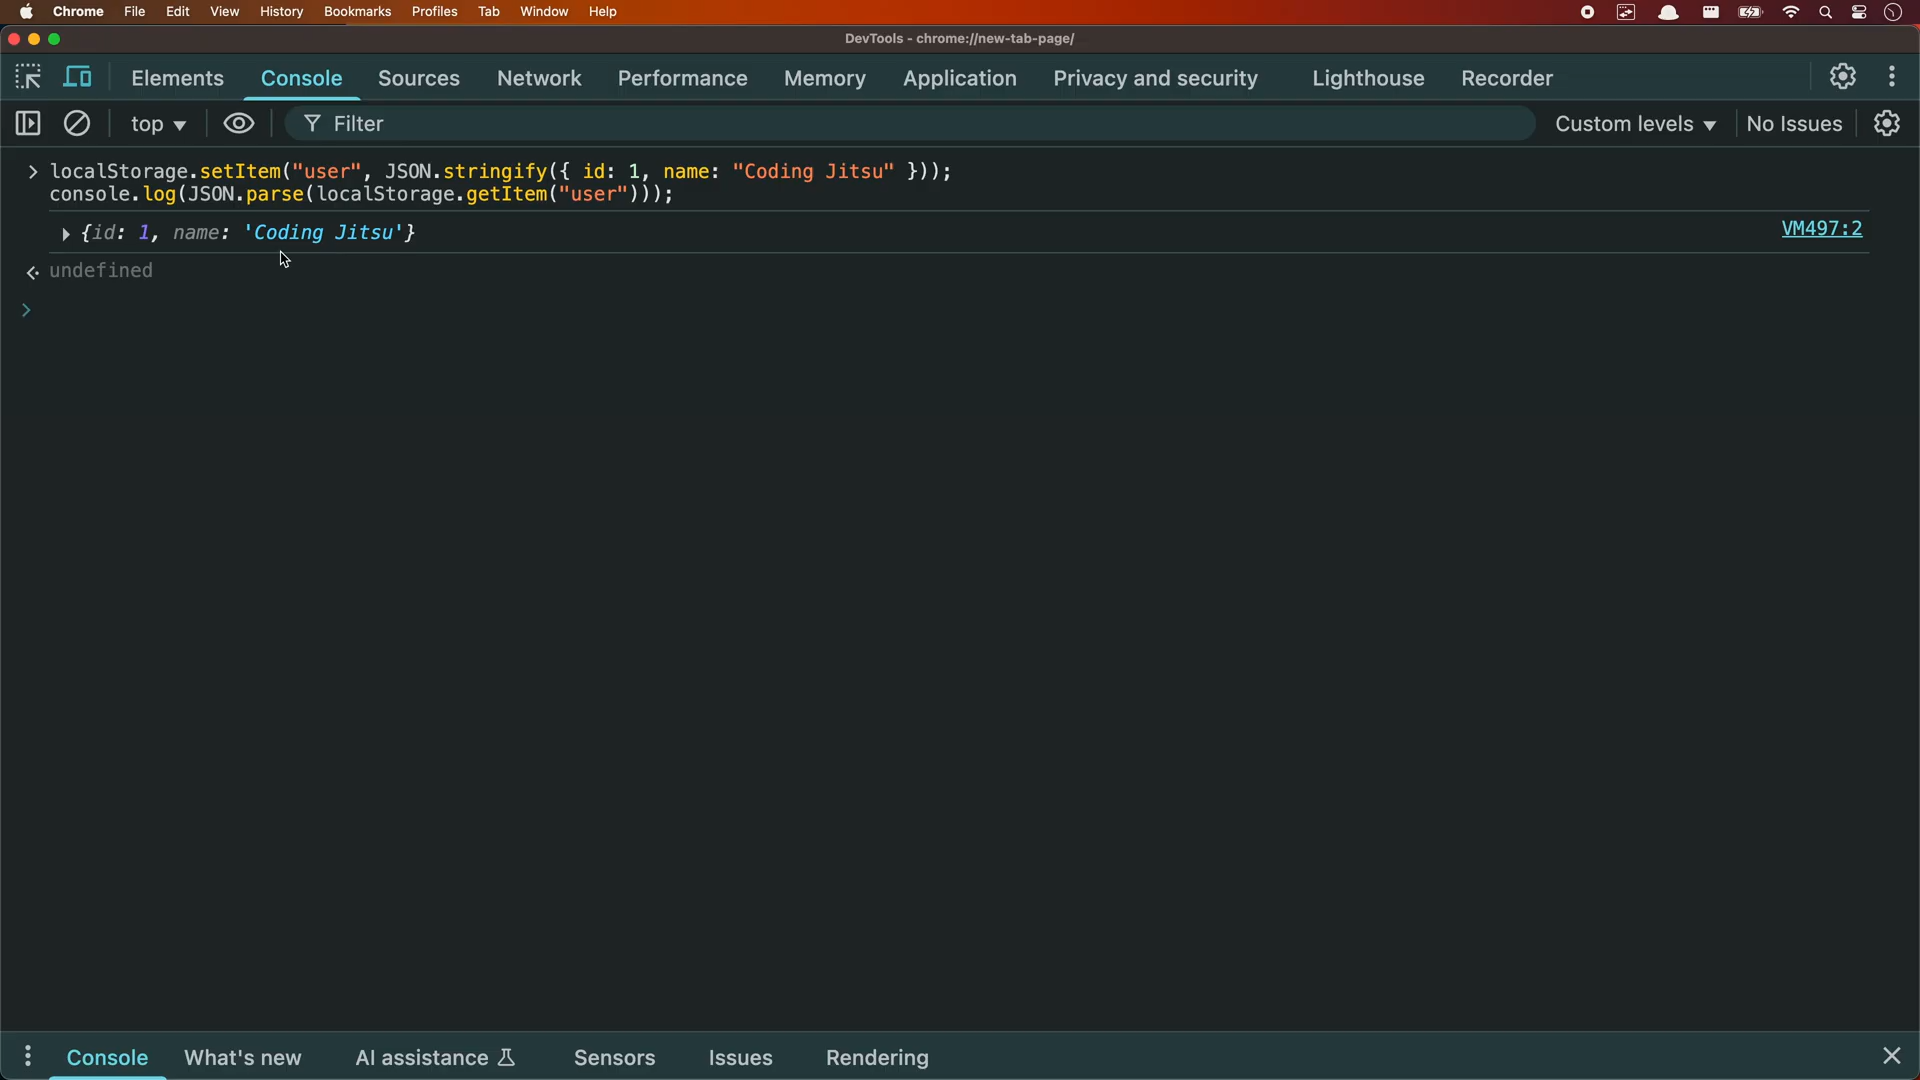 Chrome File Edit View History Bookmarks Profiles Tab Window Help
DevTools - chrome://new-tab-page/
Elements Console Sources Network Performance Memory Application Privacy and security Lighthouse Recorder
top Filter Custom levels No Issues
localStorage.setItem("user", JSON.stringify({ id: 1, name: "Coding Jitsu" }));
console.log(JSON.parse(localStorage.getItem("user")));
{id: 1, name: 'Coding Jitsu'} VM497:2
undefined
Console What's new AI assistance Sensors Issues Rendering